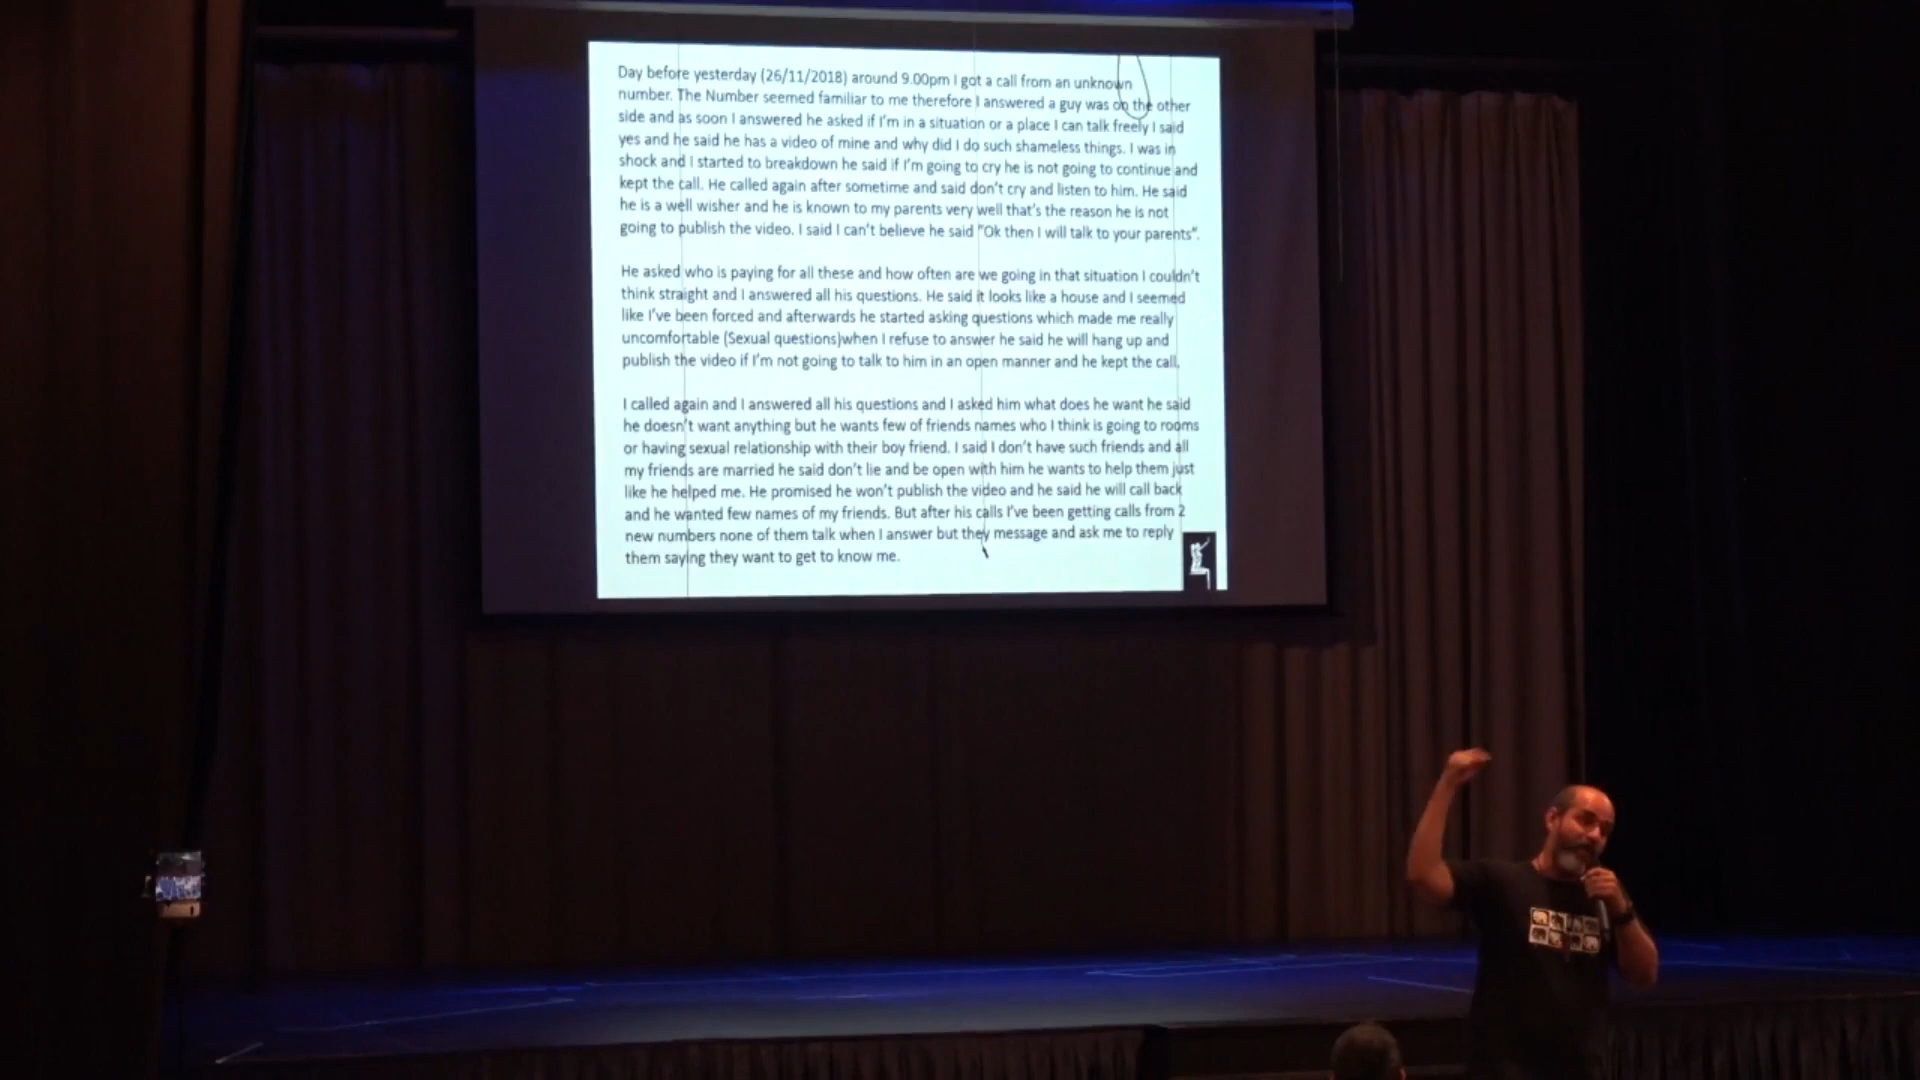 Day before yesterday (26/11/2018) around 9.00pm I got a call from an unknown
number. The Number seemed familiar to me therefore I answered a guy was on the other
side and as soon I answered he asked if I'm in a situation or a place I can talk freely I said
yes and he said he has a video of mine and why did I do such shameless things. I was in
shock and I started to breakdown he said if I'm going to cry he is not going to continue and
kept the call. He called again after sometime and said don't cry and listen to him. He said
he is a well wisher and he is known to my parents very well that's the reason he is not
going to publish the video. I said I can't believe he said "Ok then I will talk to your parents".
He asked who is paying for all these and how often are we going in that situation I couldn't
think straight and I answered all his questions. He said it looks like a house and I seemed
like I've been forced and afterwards he started asking questions which made me really
uncomfortable (Sexual questions)when I refuse to answer he said he will hang up and
publish the video if I'm not going to talk to him in an open manner and he kept the call.
I called again and I answered all his questions and I asked him what does he want he said
he doesn't want anything but he wants few of friends names who I think is going to rooms
or having sexual relationship with their boy friend. I said I don't have such friends and all
my friends are married he said don't lie and be open with him he wants to help them just
like he helped me. He promised he won't publish the video and he said he will call back
and he wanted few names of my friends. But after his calls I've been getting calls from 2
new numbers none of them talk when I answer but they message and ask me to reply
them saying they want to get to know me.